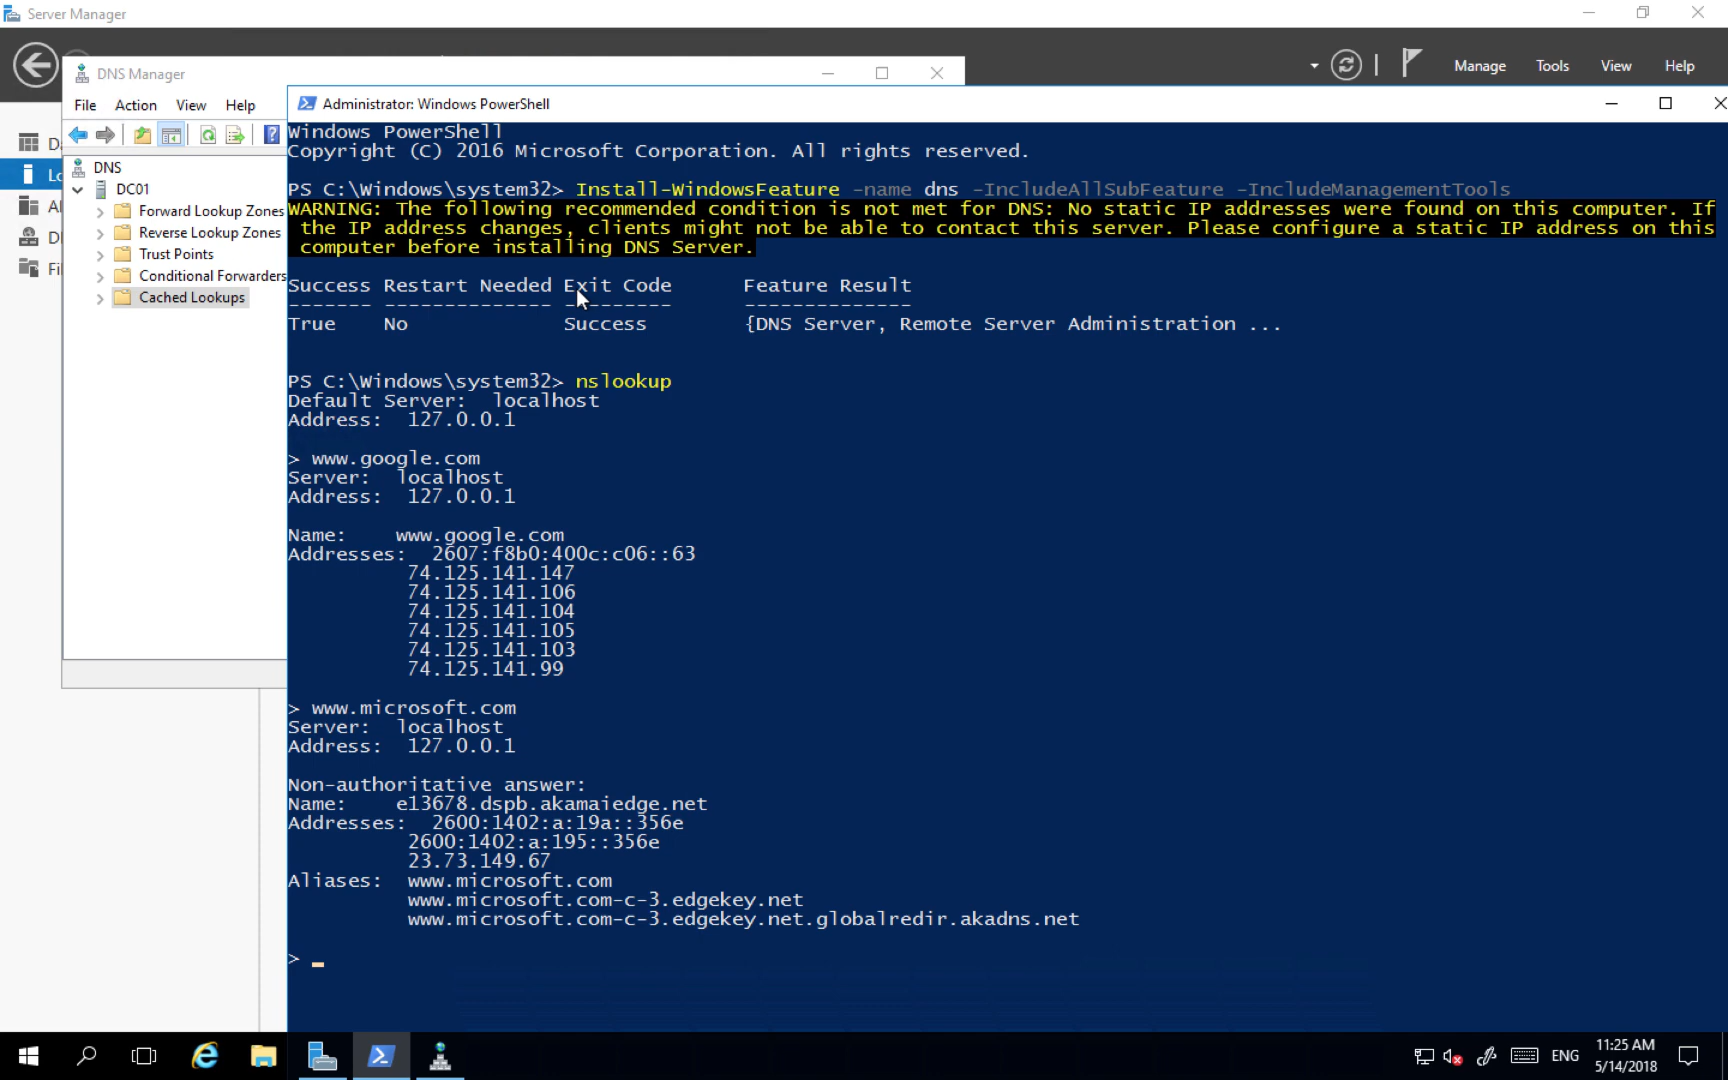 Server Manager
Manage Tools View Help
DNS Manager
File Action View Help
DNS
DC01
Forward Lookup Zones
Reverse Lookup Zones
Trust Points
Conditional Forwarders
Cached Lookups
Administrator: Windows PowerShell
Windows PowerShell
Copyright (C) 2016 Microsoft Corporation. All rights reserved.
PS C:\Windows\system32> Install-WindowsFeature -name dns -IncludeAllSubFeature -IncludeManagementTools
WARNING: The following recommended condition is not met for DNS: No static IP addresses were found on this computer. If
the IP address changes, clients might not be able to contact this server. Please configure a static IP address on this
computer before installing DNS Server.
Success Restart Needed Exit Code Feature Result
------- -------------- --------- --------------
True No Success {DNS Server, Remote Server Administration ...
PS C:\Windows\system32> nslookup
Default Server: localhost
Address: 127.0.0.1
> www.google.com
Server: localhost
Address: 127.0.0.1
Name: www.google.com
Addresses: 2607:f8b0:400c:c06::63
74.125.141.147
74.125.141.106
74.125.141.104
74.125.141.105
74.125.141.103
74.125.141.99
> www.microsoft.com
Server: localhost
Address: 127.0.0.1
Non-authoritative answer:
Name: e13678.dspb.akamaiedge.net
Addresses: 2600:1402:a:19a::356e
2600:1402:a:195::356e
23.73.149.67
Aliases: www.microsoft.com
www.microsoft.com-c-3.edgekey.net
www.microsoft.com-c-3.edgekey.net.globalredir.akadns.net
>
ENG
11:25 AM
5/14/2018